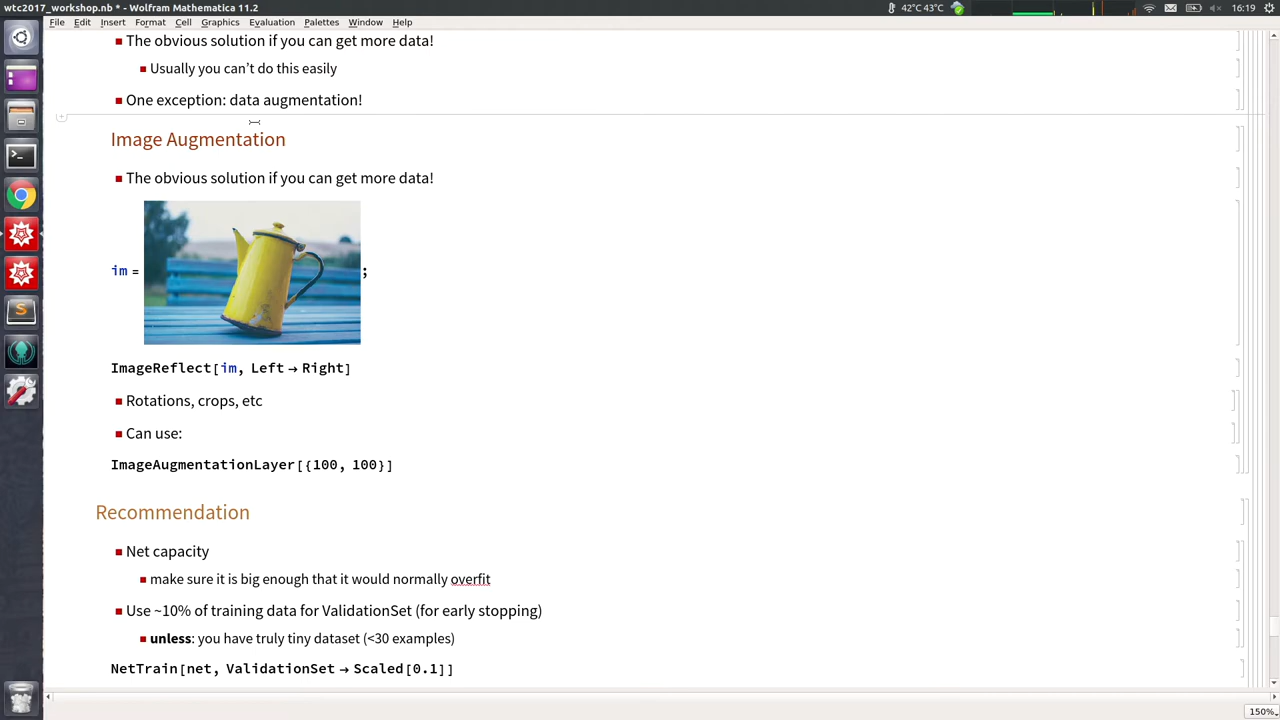 wtc2017_workshop.nb * - Wolfram Mathematica 11.2
42°C 43°C
16:19
File Edit Insert Format Cell Graphics Evaluation Palettes Window Help
The obvious solution if you can get more data!
Usually you can’t do this easily
One exception: data augmentation!
Image Augmentation
The obvious solution if you can get more data!
im = ;
ImageReflect[im, Left → Right]
Rotations, crops, etc
Can use:
ImageAugmentationLayer[{100, 100}]
Recommendation
Net capacity
make sure it is big enough that it would normally overfit
Use ~10% of training data for ValidationSet (for early stopping)
unless: you have truly tiny dataset (<30 examples)
NetTrain[net, ValidationSet → Scaled[0.1]]
150%